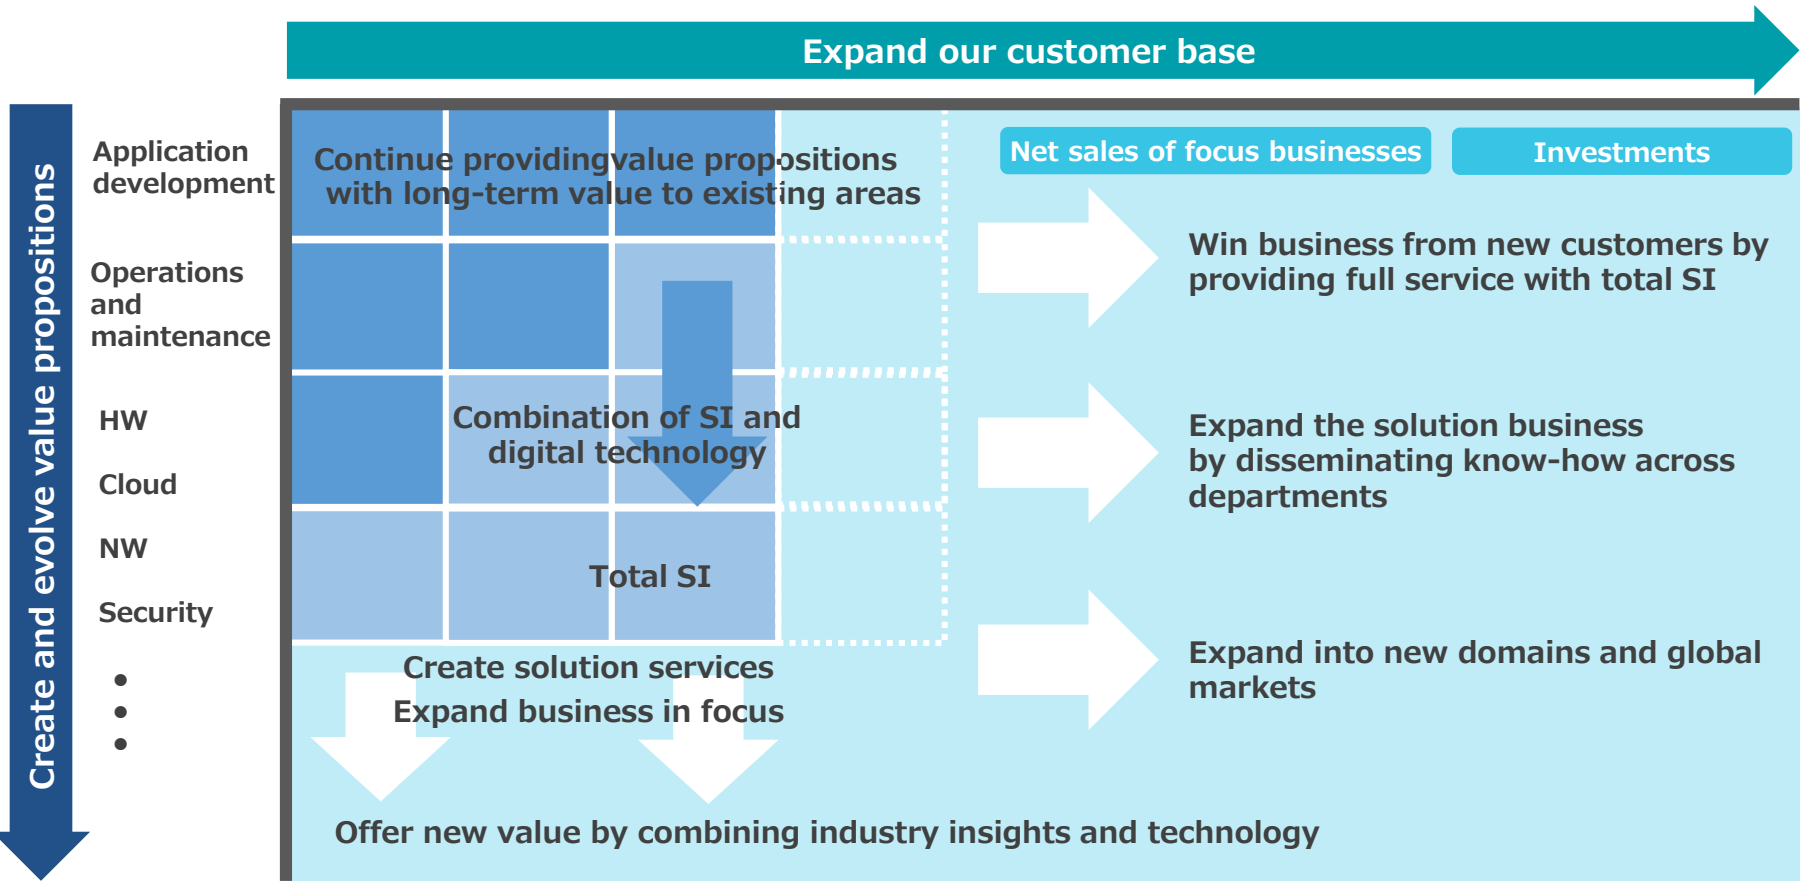 Expand our customer base
Create and evolve value propositions
Application
development
Operations
and
maintenance
HW
Cloud
NW
Security
•
•
•
Continue providingvalue propositions
with long-term value to existing areas
Combination of SI and
digital technology
Total SI
Create solution services
Expand business in focus
Offer new value by combining industry insights and technology
Net sales of focus businesses
Investments
Win business from new customers by
providing full service with total SI
Expand the solution business
by disseminating know-how across
departments
Expand into new domains and global
markets